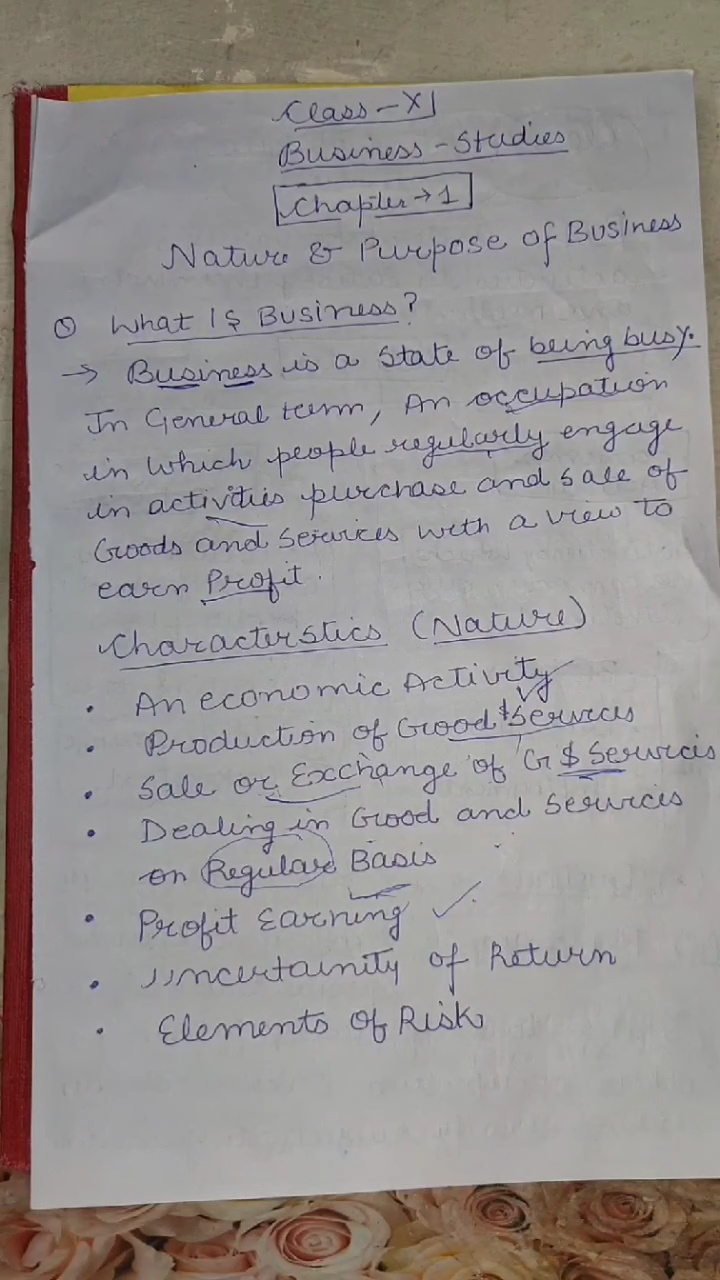 Class - XI
Business - Studies
Chapter → 1
Nature & Purpose of Business
What Is Business?
→ Business is a State of being busy.
In General term, An occupation
in which people regularly engage
in activities purchase and sale of
Goods and Services with a view to
earn Profit.
Characterstics (Nature)
• An economic Activity
• Production of Good $ Services
• Sale or Exchange of G $ Services
• Dealing in Good and Services
on Regular Basis
• Profit Earning ✓
• Uncertainity of Return
• Elements of Risk